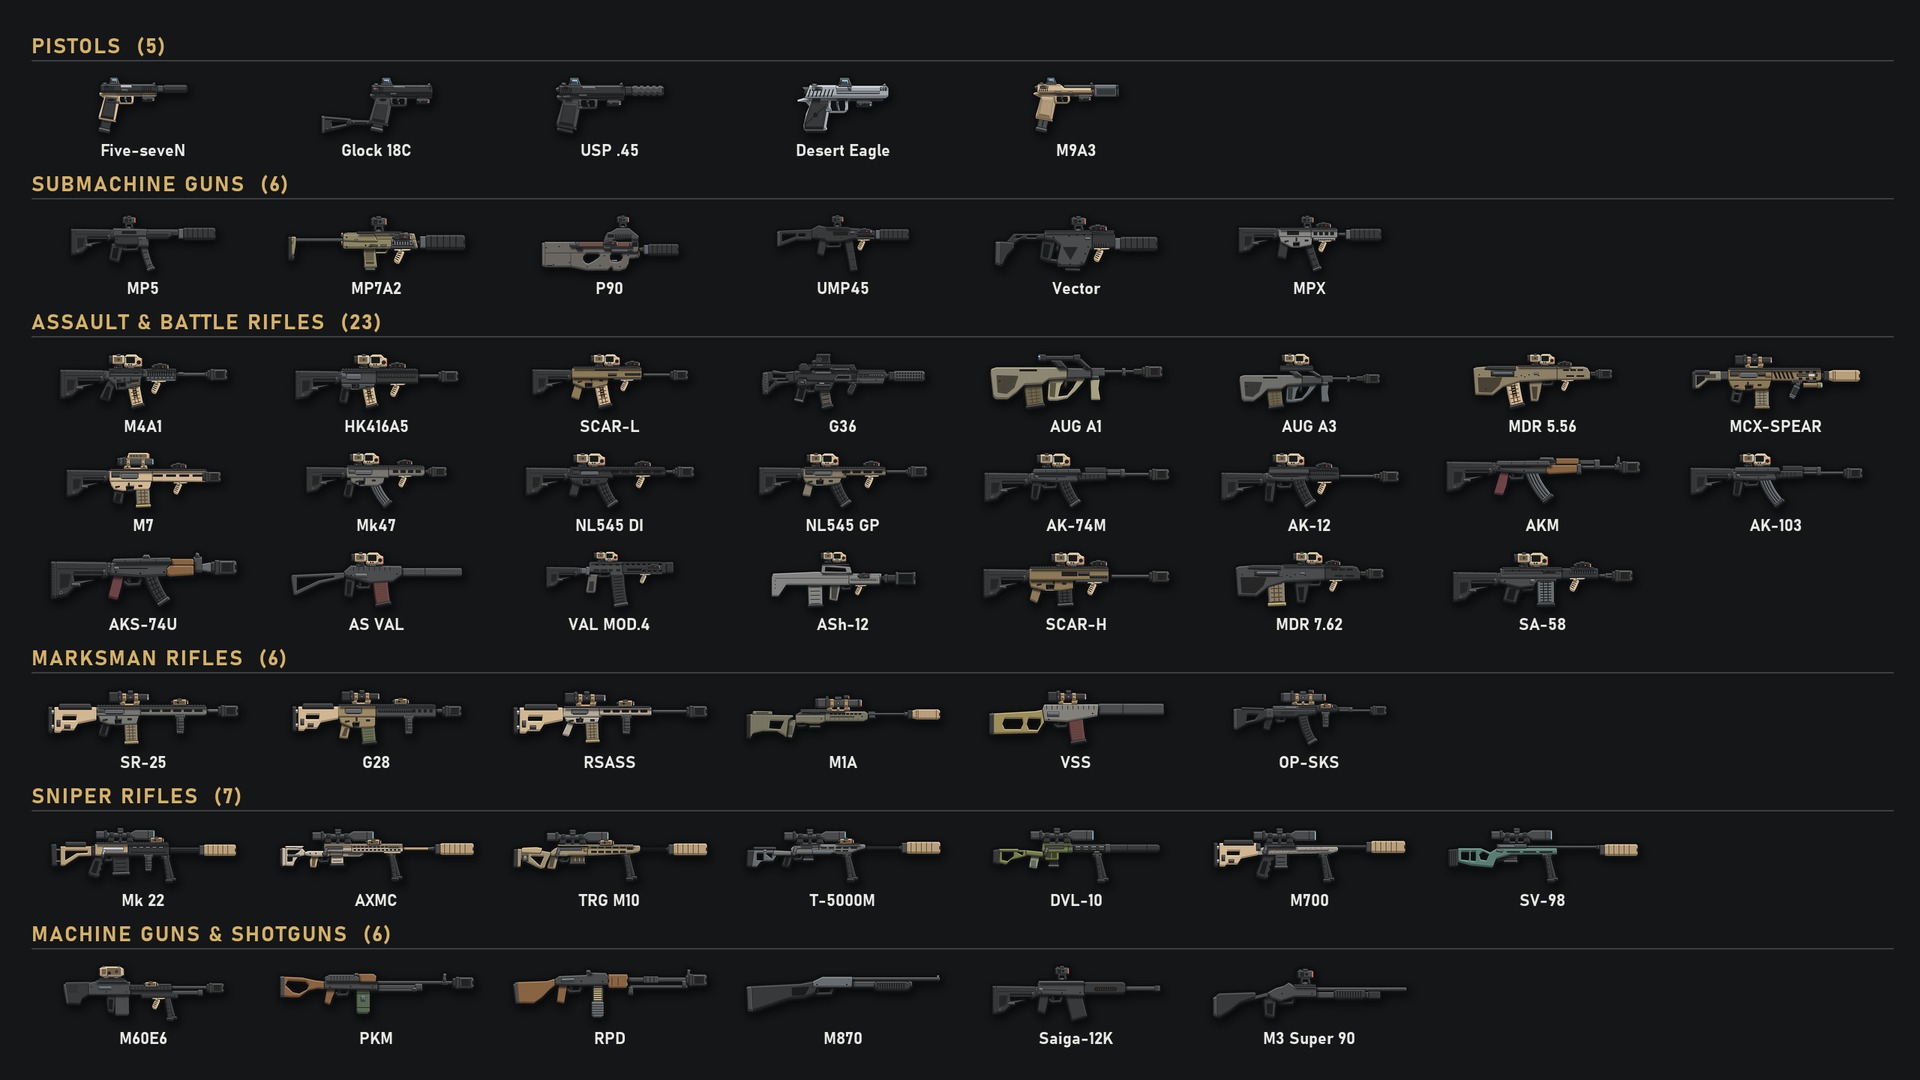 PISTOLS (5)
Five-seveN Glock 18C USP .45 Desert Eagle M9A3
SUBMACHINE GUNS (6)
MP5 MP7A2 P90 UMP45 Vector MPX
ASSAULT & BATTLE RIFLES (23)
M4A1 HK416A5 SCAR-L G36 AUG A1 AUG A3 MDR 5.56 MCX-SPEAR
M7 Mk47 NL545 DI NL545 GP AK-74M AK-12 AKM AK-103
AKS-74U AS VAL VAL MOD.4 ASh-12 SCAR-H MDR 7.62 SA-58
MARKSMAN RIFLES (6)
SR-25 G28 RSASS M1A VSS OP-SKS
SNIPER RIFLES (7)
Mk 22 AXMC TRG M10 T-5000M DVL-10 M700 SV-98
MACHINE GUNS & SHOTGUNS (6)
M60E6 PKM RPD M870 Saiga-12K M3 Super 90